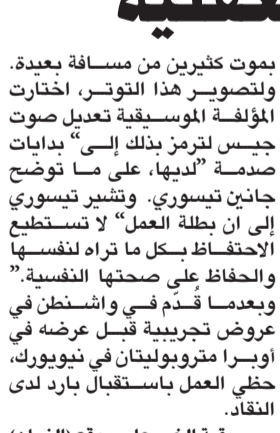 بموت كثيرين من مسافة بعيدة.
ولتصوير هذا التوتر، اختارت
المؤلفة الموسيقية تعديل صوت
جيس لترمز بذلك إلى” بدايات
صدمة ”لديها، على ما توضح
جانين تيسوري. وتشير تيسوري
إلى ان بطلة العمل“ لا تستطيع
الاحتفاظ بكل ما تراه لنفسها
والحفاظ على صحتها النفسية.”
وبعدما قُدّم في واشنطن في
عروض تجريبية قبل عرضه في
أوبرا متروبوليتان في نيويورك،
حظي العمل باستقبال بارد لدى
النقاد.